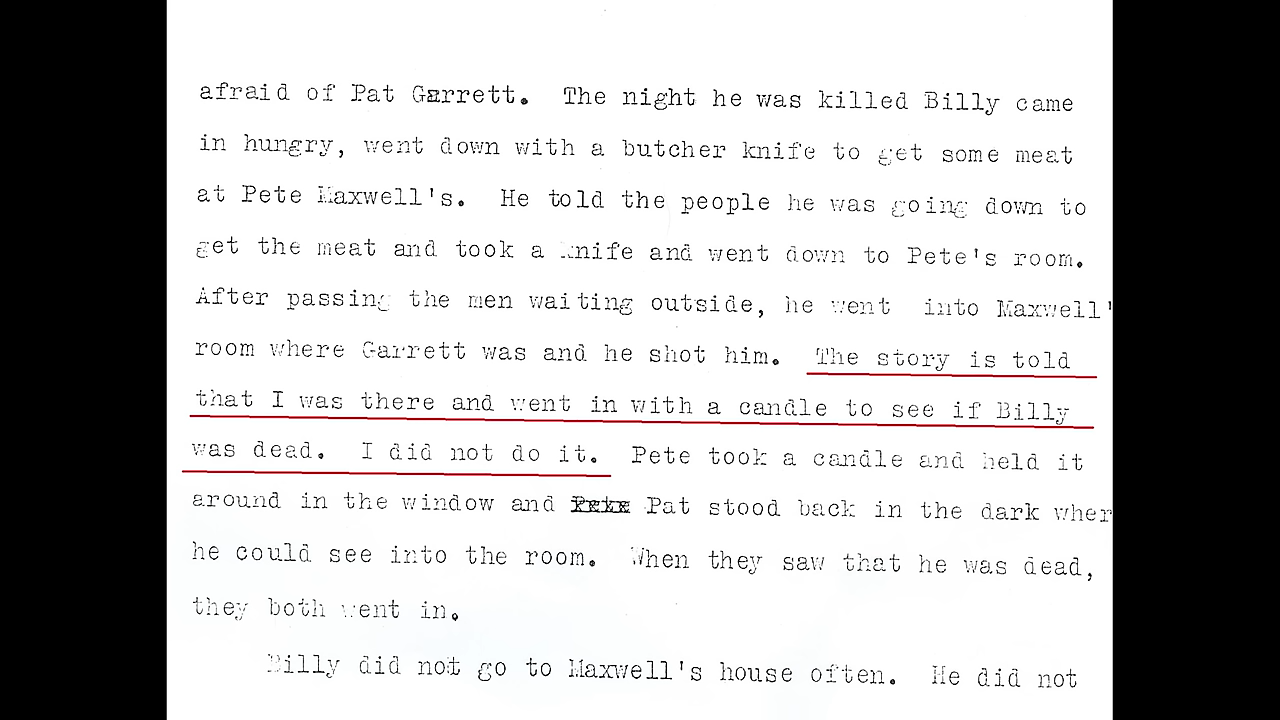 afraid of Pat Garrett. The night he was killed Billy came
in hungry, went down with a butcher knife to get some meat
at Pete Maxwell's. He told the people he was going down to
get the meat and took a knife and went down to Pete's room.
After passing the men waiting outside, he went into Maxwell'
room where Garrett was and he shot him. The story is told
that I was there and went in with a candle to see if Billy
was dead. I did not do it. Pete took a candle and held it
around in the window and Pat stood back in the dark wher
he could see into the room. When they saw that he was dead,
they both went in.
Billy did not go to Maxwell's house often. He did not